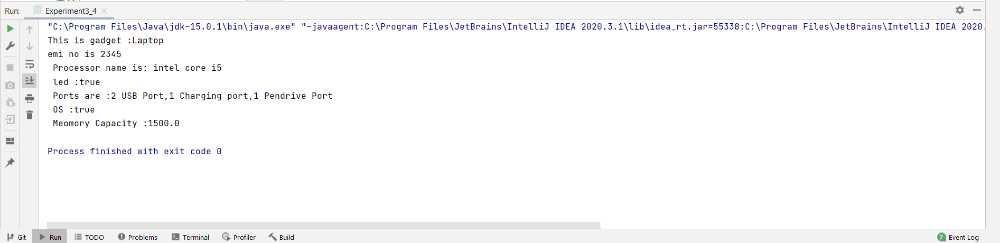 Run: Experiment3_4
"C:\Program Files\Java\jdk-15.0.1\bin\java.exe" "-javaagent:C:\Program Files\JetBrains\IntelliJ IDEA 2020.3.1\lib\idea_rt.jar=55338:C:\Program Files\JetBrains\IntelliJ IDEA 2020.
This is gadget :Laptop
emi no is 2345
Processor name is: intel core i5
led :true
Ports are :2 USB Port,1 Charging port,1 Pendrive Port
OS :true
Meomory Capacity :1500.0
Process finished with exit code 0
Git Run TODO Problems Terminal Profiler Build 2 Event Log